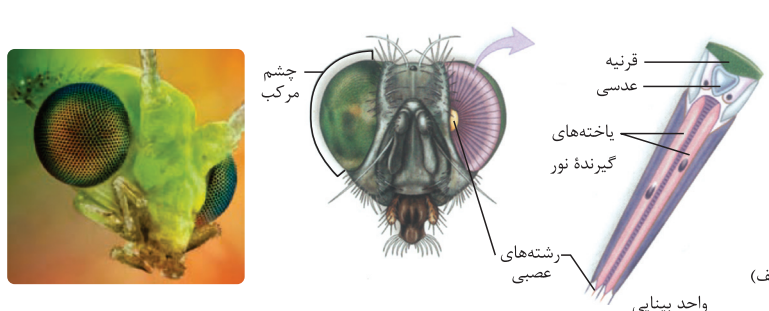 قرنیه
عدسی
یاخته‌های
گیرندهٔ نور
چشم
مرکب
رشته‌های
عصبی
واحد بینایی
ف)